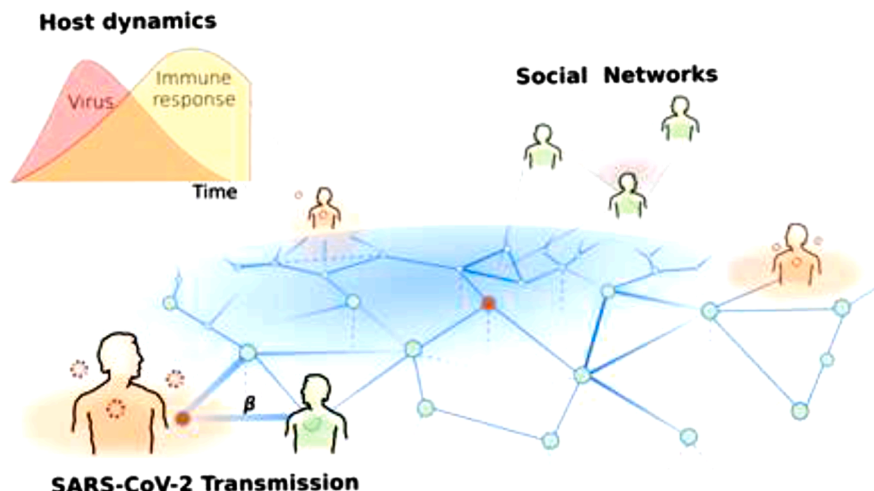 Host dynamics
Virus
Immune
response
Time
Social Networks
β
SARS-CoV-2 Transmission